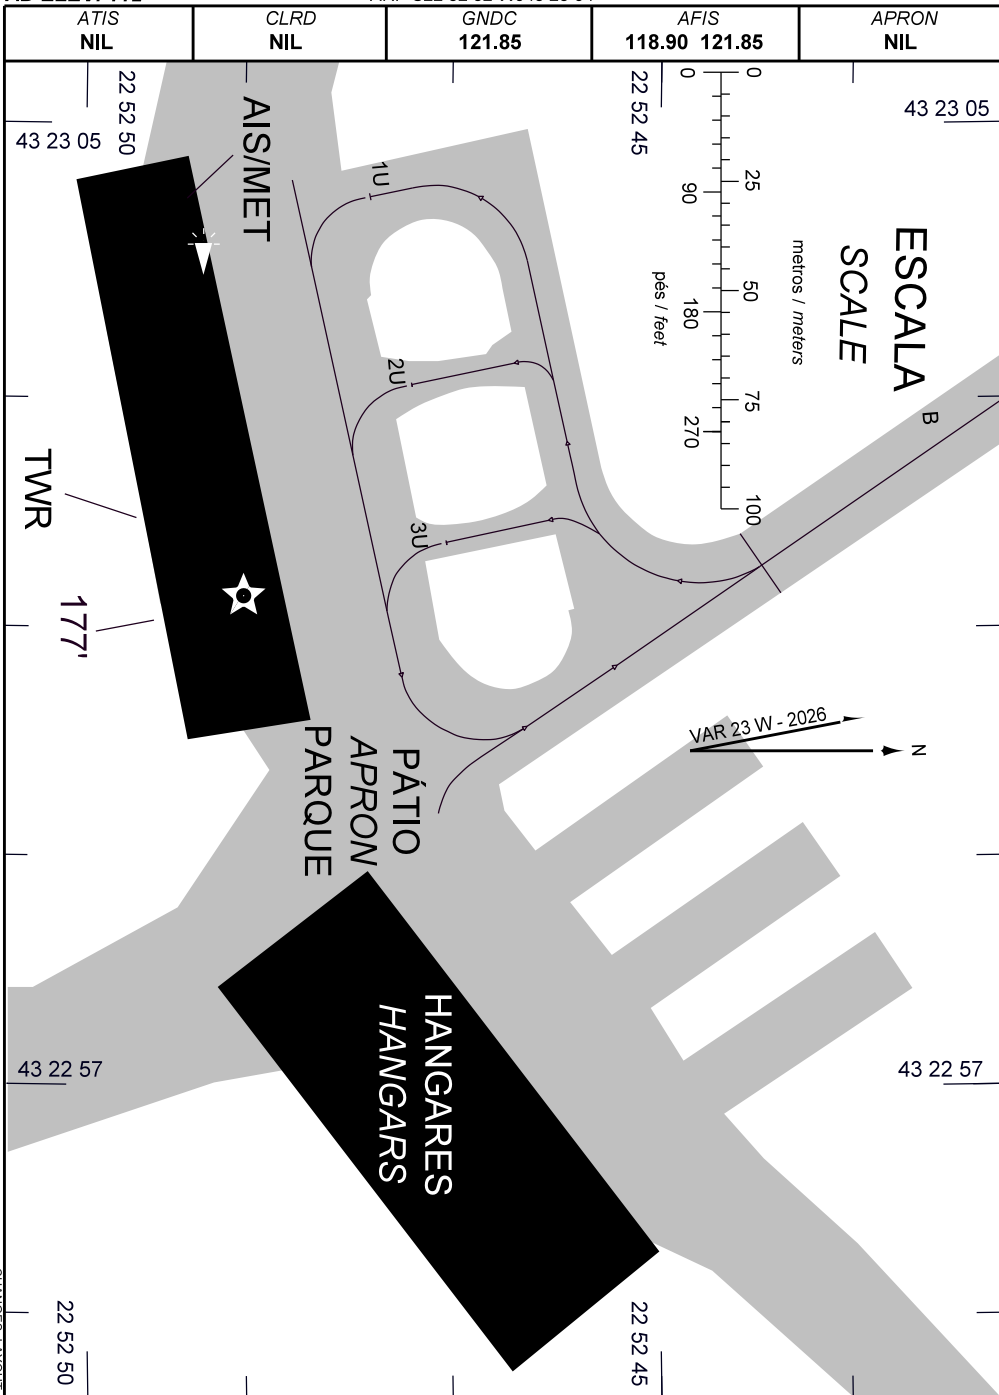 ATIS
NIL
CLRD
NIL
GNDC
121.85
AFIS
118.90 121.85
APRON
NIL
22 52 50
22 52 45
43 23 05
43 23 05
0
25
50
75
100
0
90
180
270
metros / meters
pés / feet
ESCALA
SCALE
B
AIS/MET
1U
2U
3U
TWR
177'
VAR 23 W - 2026
N
PÁTIO
APRON
PARQUE
HANGARES
HANGARS
43 22 57
43 22 57
22 52 50
22 52 45